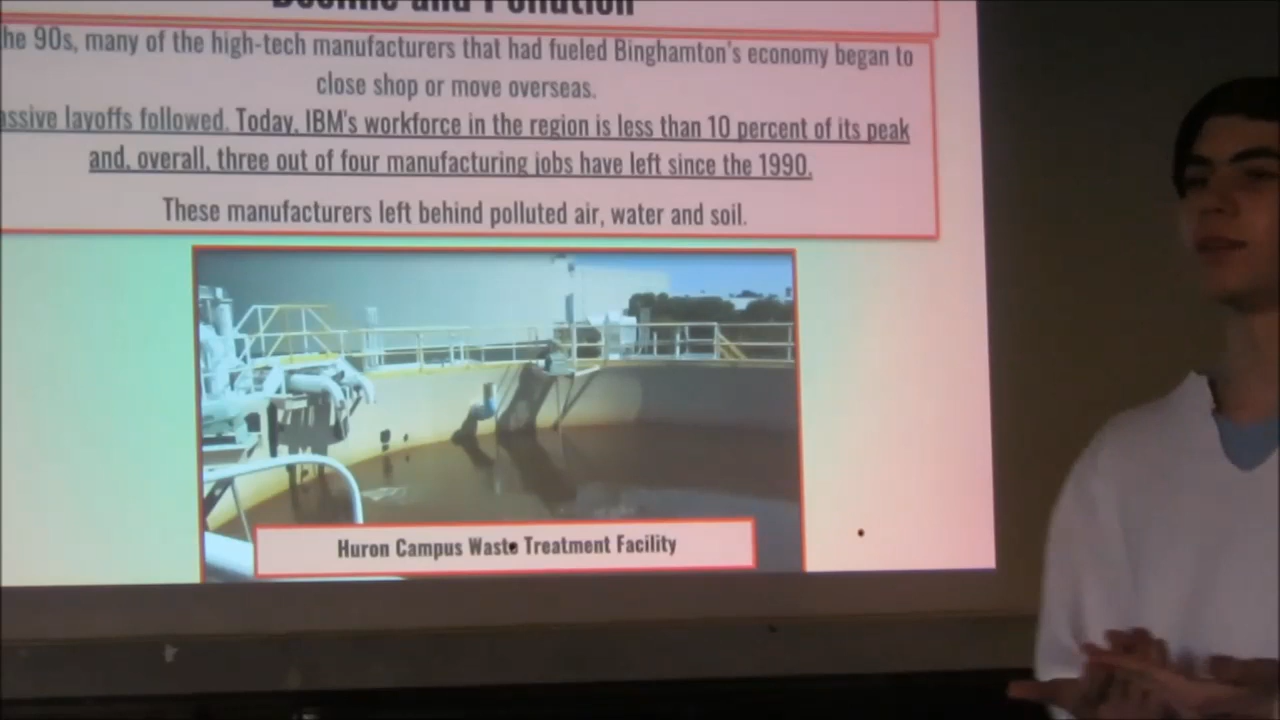 Decline and Pollution
he 90s, many of the high-tech manufacturers that had fueled Binghamton's economy began to
close shop or move overseas.
assive layoffs followed. Today, IBM's workforce in the region is less than 10 percent of its peak
and, overall, three out of four manufacturing jobs have left since the 1990.
These manufacturers left behind polluted air, water and soil.
Huron Campus Waste Treatment Facility